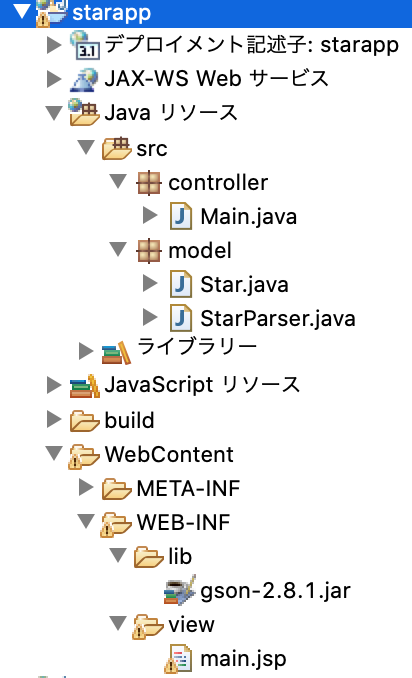 starapp
デプロイメント記述子: starapp
3.1
JAX-WS Web サービス
Java リソース
src
controller
J Main.java
model
J Star.java
J StarParser.java
ライブラリー
JavaScript リソース
build
WebContent
META-INF
WEB-INF
lib
gson-2.8.1.jar
view
main.jsp